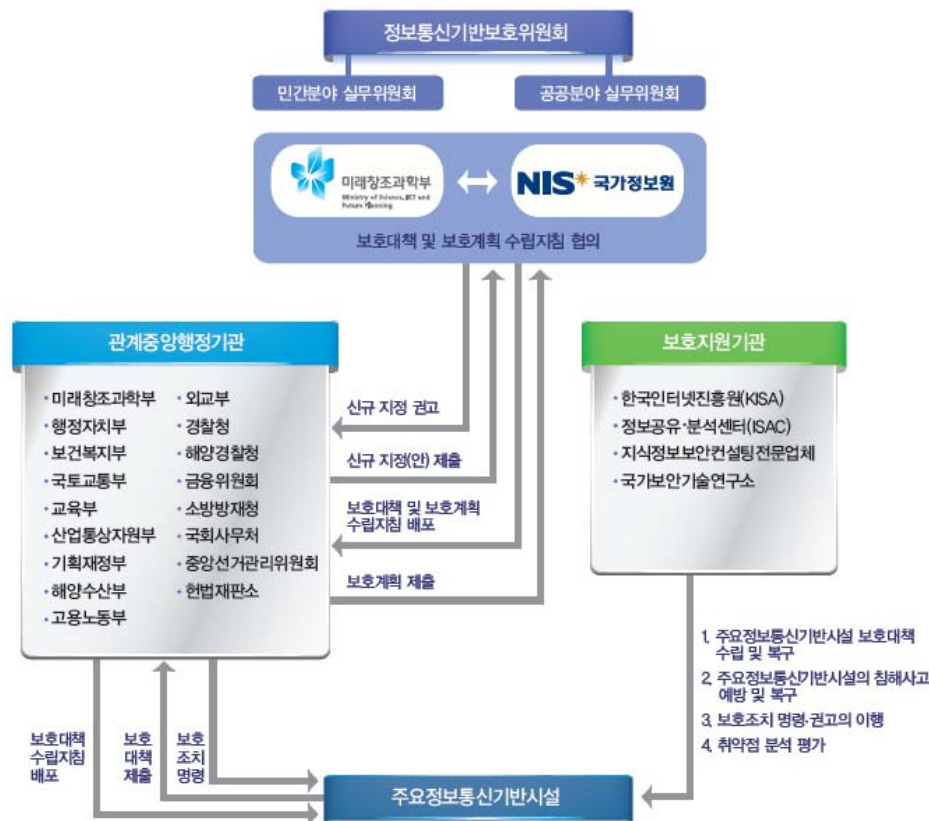 정보통신기반보호위원회
민간분야 실무위원회
공공분야 실무위원회
미래창조과학부
Ministry of Science, ICT and
Future Planning
NIS 국가정보원
보호대책 및 보호계획 수립지침 협의
관계중앙행정기관
·미래창조과학부
·행정자치부
·보건복지부
·국토교통부
·교육부
·산업통상자원부
·기획재정부
·해양수산부
·고용노동부
·외교부
·경찰청
·해양경찰청
·금융위원회
·소방방재청
·국회사무처
·중앙선거관리위원회
·헌법재판소
신규 지정 권고
신규 지정(안) 제출
보호대책 및 보호계획
수립지침 배포
보호계획 제출
보호지원기관
·한국인터넷진흥원(KISA)
·정보공유·분석센터(ISAC)
·지식정보보안컨설팅전문업체
·국가보안기술연구소
1. 주요정보통신기반시설 보호대책
수립 및 복구
2. 주요정보통신기반시설의 침해사고
예방 및 복구
3. 보호조치 명령·권고의 이행
4. 취약점 분석 평가
보호대책
수립지침
배포
보호
대책
제출
보호
조치
명령
주요정보통신기반시설